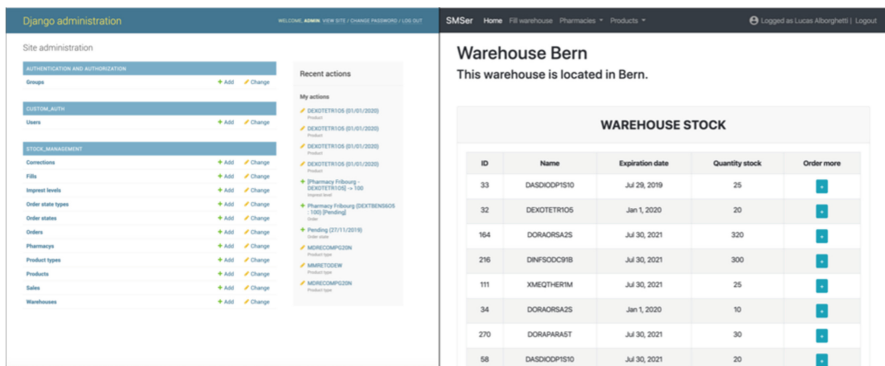 Django administration
WELCOME, ADMIN. VIEW SITE / CHANGE PASSWORD / LOG OUT
Site administration
AUTHENTICATION AND AUTHORIZATION
Groups + Add Change
CUSTOM_AUTH
Users + Add Change
STOCK_MANAGEMENT
Corrections + Add Change
Fills + Add Change
Imprest levels + Add Change
Order state types + Add Change
Order states + Add Change
Orders + Add Change
Pharmacys + Add Change
Product types + Add Change
Products + Add Change
Sales + Add Change
Warehouses + Add Change
Recent actions
My actions
DEXOTETR1OS (01/01/2020)
Product
DEXOTETR1OS (01/01/2020)
Product
DEXOTETR1OS (01/01/2020)
Product
DEXOTETR1OS (01/01/2020)
Product
+ [Pharmacy Fribourg -
DEXOTETR1OS] → 100
Imprest level
+ Pharmacy Fribourg
: 100) [Pending]
Order
+ Pending (27/11/2019)
Order state
MDRECOMPG20N
Product type
MMRETODEW
Product type
MDRECOMPG20N
Product type
SMSer Home Fill warehouse Pharmacies Products Logged as Lucas Alborghetti | Logout
Warehouse Bern
This warehouse is located in Bern.
WAREHOUSE STOCK
ID Name Expiration date Quantity stock Order more
33 DASDIODP1S10 Jul 29, 2019 25 +
32 DEXOTETR1O5 Jan 1, 2020 20 +
164 DORAORSA2S Jul 30, 2021 320 +
216 DINFSODC91B Jul 30, 2021 300 +
111 XMEQTHER1M Jul 30, 2021 25 +
34 DORAORSA2S Jan 1, 2020 10 +
270 DORAPARA5T Jul 30, 2021 30 +
58 DASDIODP1S10 Jul 30, 2021 20 +